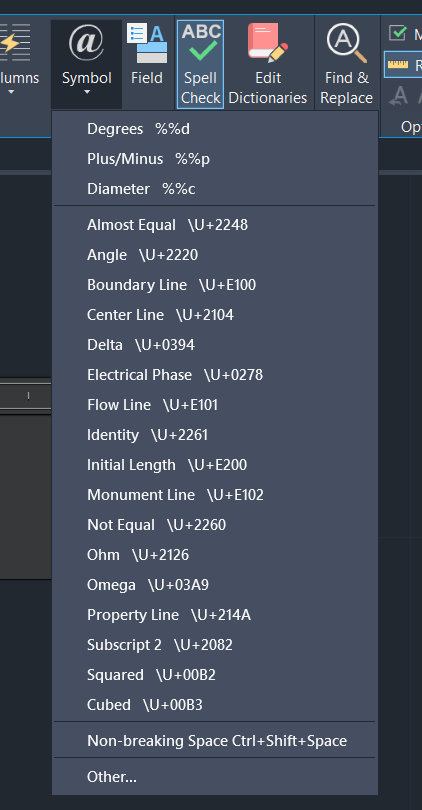 @
A
ABC
A
lumns
Symbol
Field
Spell Check
Edit Dictionaries
Find & Replace
M
R
A
A
Opt
Degrees %%d
Plus/Minus %%p
Diameter %%c
Almost Equal \U+2248
Angle \U+2220
Boundary Line \U+E100
Center Line \U+2104
Delta \U+0394
Electrical Phase \U+0278
Flow Line \U+E101
Identity \U+2261
Initial Length \U+E200
Monument Line \U+E102
Not Equal \U+2260
Ohm \U+2126
Omega \U+03A9
Property Line \U+214A
Subscript 2 \U+2082
Squared \U+00B2
Cubed \U+00B3
Non-breaking Space Ctrl+Shift+Space
Other...